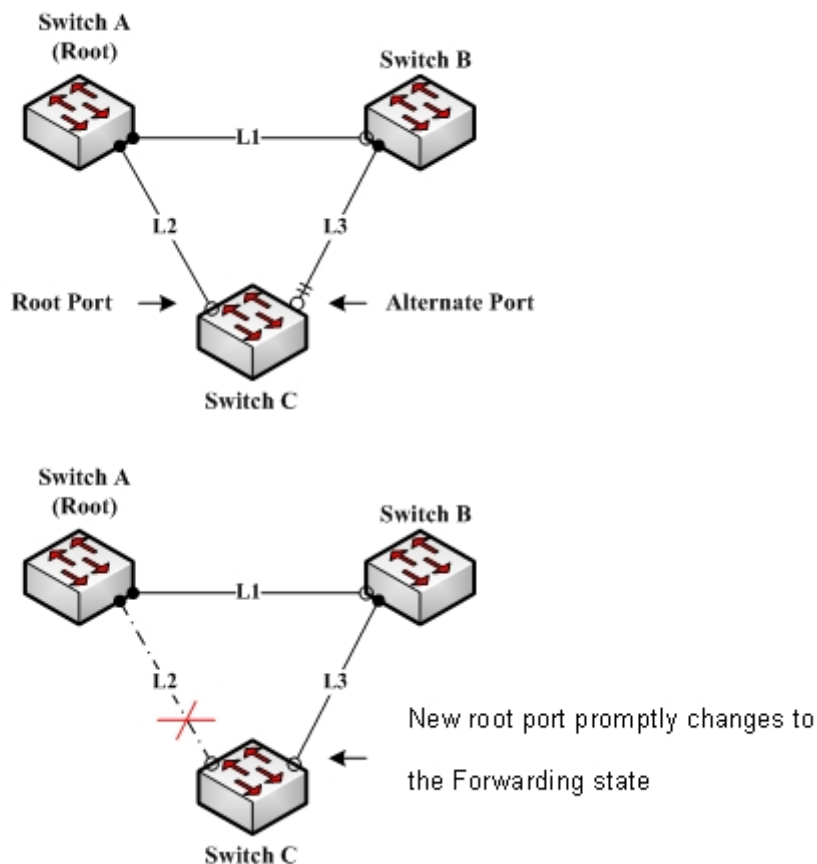 Switch A
(Root)
Switch B
L1
L2
L3
Root Port
Alternate Port
Switch C
Switch A
(Root)
Switch B
L1
L2
L3
New root port promptly changes to
the Forwarding state
Switch C